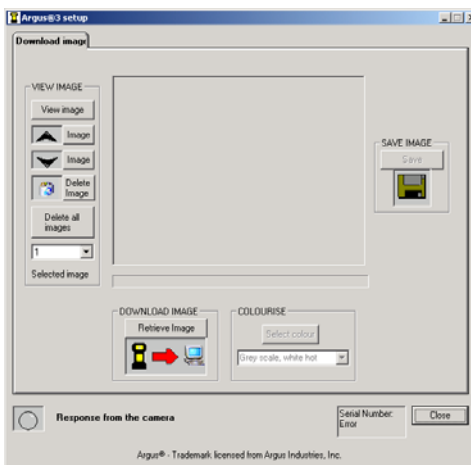 Argus®3 setup
Download image
VIEW IMAGE
View image
Image
Image
Delete
Image
Delete all
images
1
Selected image
SAVE IMAGE
Save
DOWNLOAD IMAGE
Retrieve Image
COLOURISE
Select colour
Grey scale, white hot
Response from the camera
Serial Number:
Error
Close
Argus® - Trademark licensed from Argus Industries, Inc.